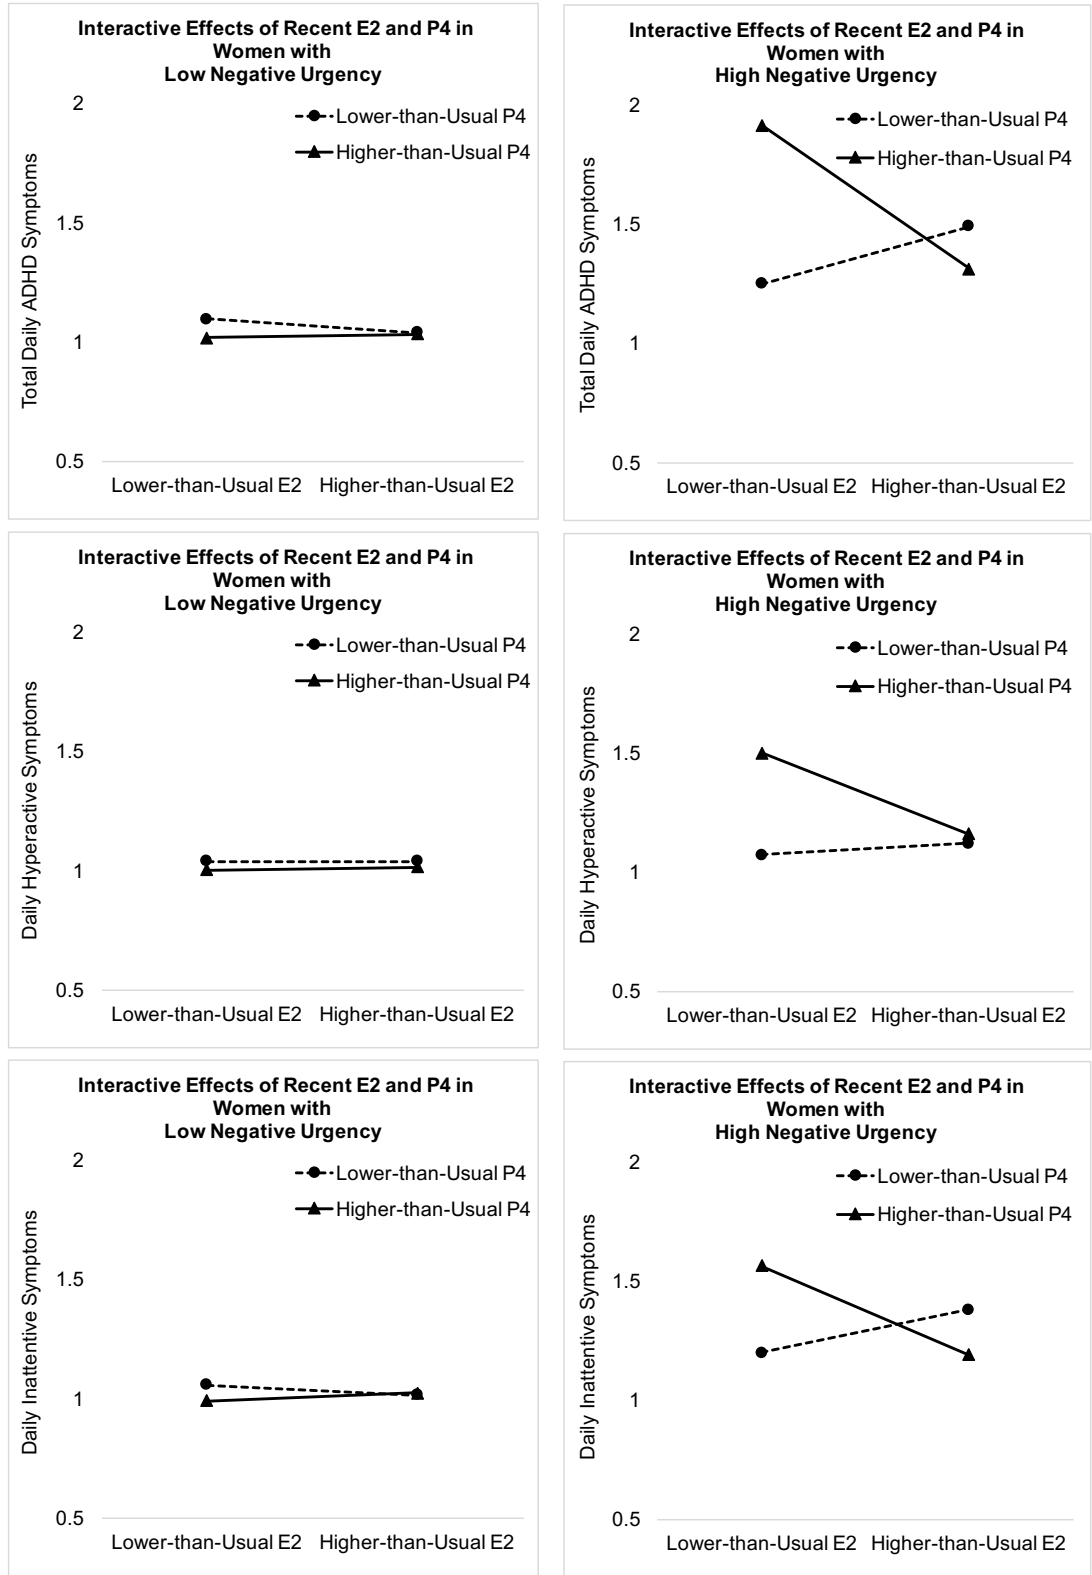 Interactive Effects of Recent E2 and P4 in
Women with
Low Negative Urgency
Lower-than-Usual P4
Higher-than-Usual P4
Total Daily ADHD Symptoms
2
1.5
1
0.5
Lower-than-Usual E2 Higher-than-Usual E2
Interactive Effects of Recent E2 and P4 in
Women with
High Negative Urgency
Lower-than-Usual P4
Higher-than-Usual P4
Total Daily ADHD Symptoms
2
1.5
1
0.5
Lower-than-Usual E2 Higher-than-Usual E2
Interactive Effects of Recent E2 and P4 in
Women with
Low Negative Urgency
Lower-than-Usual P4
Higher-than-Usual P4
Daily Hyperactive Symptoms
2
1.5
1
0.5
Lower-than-Usual E2 Higher-than-Usual E2
Interactive Effects of Recent E2 and P4 in
Women with
High Negative Urgency
Lower-than-Usual P4
Higher-than-Usual P4
Daily Hyperactive Symptoms
2
1.5
1
0.5
Lower-than-Usual E2 Higher-than-Usual E2
Interactive Effects of Recent E2 and P4 in
Women with
Low Negative Urgency
Lower-than-Usual P4
Higher-than-Usual P4
Daily Inattentive Symptoms
2
1.5
1
0.5
Lower-than-Usual E2 Higher-than-Usual E2
Interactive Effects of Recent E2 and P4 in
Women with
High Negative Urgency
Lower-than-Usual P4
Higher-than-Usual P4
Daily Inattentive Symptoms
2
1.5
1
0.5
Lower-than-Usual E2 Higher-than-Usual E2